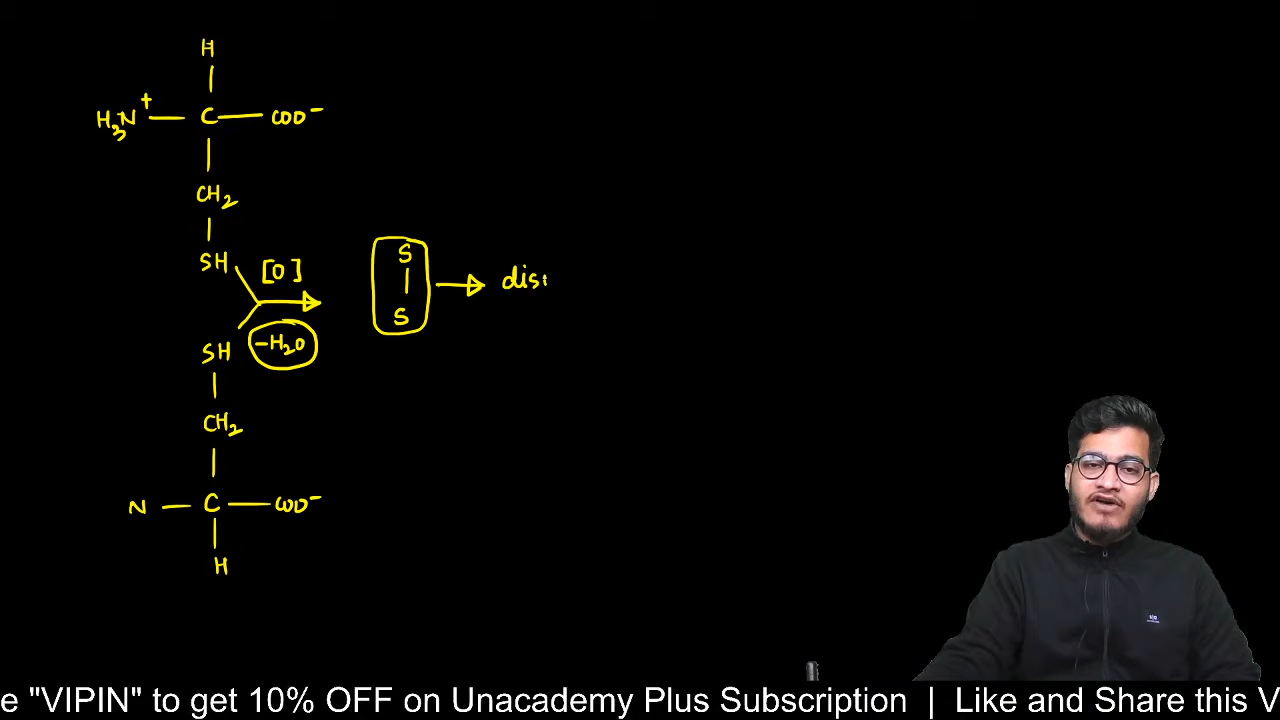 H
H₃N⁺ — C — COO⁻
CH₂
SH
[O]
S
S
dis
-H₂O
SH
CH₂
N — C — COO⁻
H
e "VIPIN" to get 10% OFF on Unacademy Plus Subscription | Like and Share this V